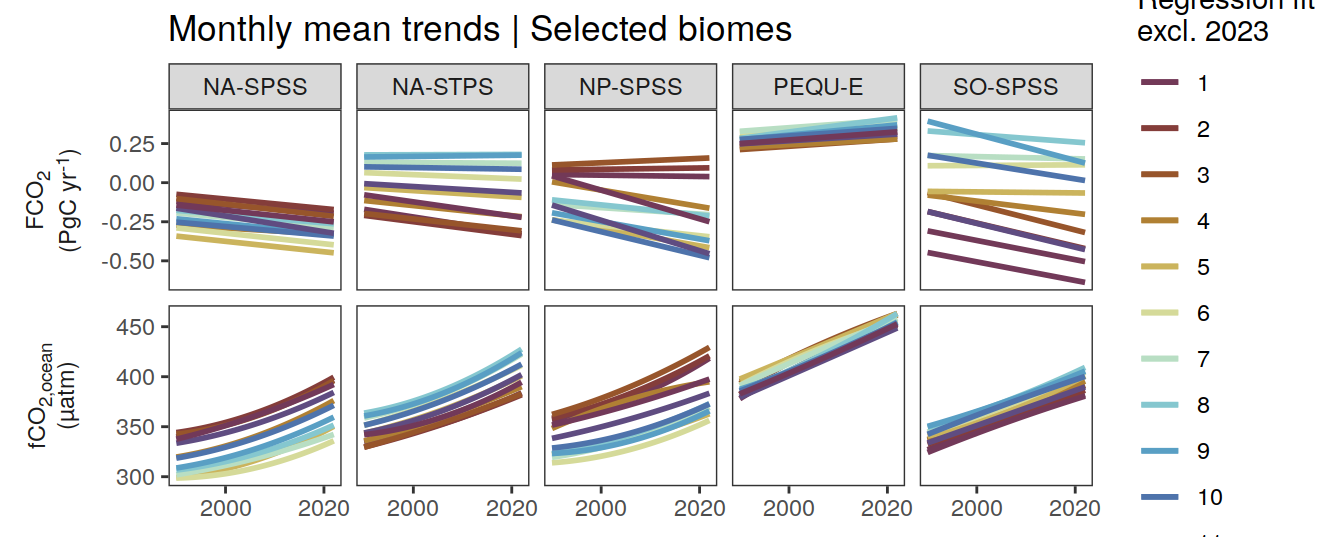 Monthly mean trends | Selected biomes
Regression fit
excl. 2023
NA-SPSS
NA-STPS
NP-SPSS
PEQU-E
SO-SPSS
FCO2
(PgC yr-1)
0.25
0.00
-0.25
-0.50
fCO2,ocean
(µatm)
450
400
350
300
2000 2020
2000 2020
2000 2020
2000 2020
2000 2020
1
2
3
4
5
6
7
8
9
10